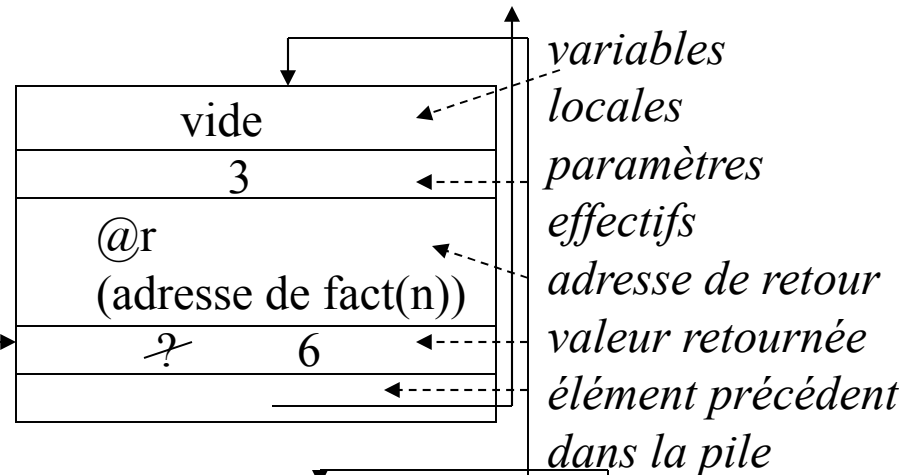 vide
3
@r
(adresse de fact(n))
? 6
variables
locales
paramètres
effectifs
adresse de retour
valeur retournée
élément précédent
dans la pile